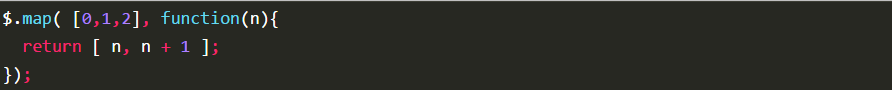 $.map( [0,1,2], function(n){
  return [ n, n + 1 ];
});